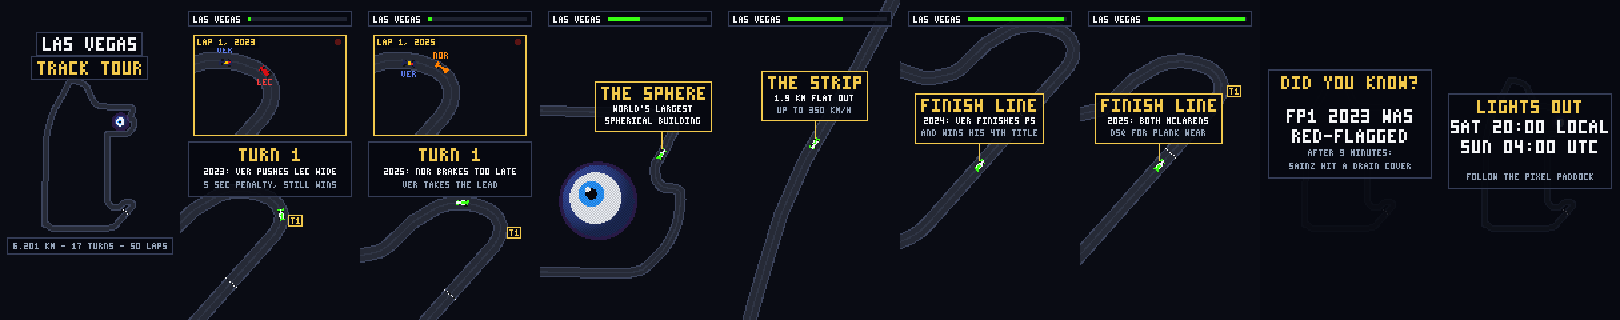 LAS VEGAS
TRACK TOUR
6.201 KM - 17 TURNS - 50 LAPS
LAS VEGAS
LAP 1, 2023
VER
LEC
TURN 1
2023: VER PUSHES LEC WIDE
5 SEC PENALTY, STILL WINS
T1
LAS VEGAS
LAP 1, 2025
NOR
VER
TURN 1
2025: NOR BRAKES TOO LATE
VER TAKES THE LEAD
T1
LAS VEGAS
THE SPHERE
WORLD'S LARGEST
SPHERICAL BUILDING
LAS VEGAS
THE STRIP
1.9 KM FLAT OUT
UP TO 350 KM/H
LAS VEGAS
FINISH LINE
2024: VER FINISHES P5
AND WINS HIS 4TH TITLE
LAS VEGAS
T1
FINISH LINE
2025: BOTH MCLARENS
DSQ FOR PLANK WEAR
DID YOU KNOW?
FP1 2023 WAS
RED-FLAGGED
AFTER 9 MINUTES:
SAINZ HIT A DRAIN COVER
LIGHTS OUT
SAT 20:00 LOCAL
SUN 04:00 UTC
FOLLOW THE PIXEL PADDOCK